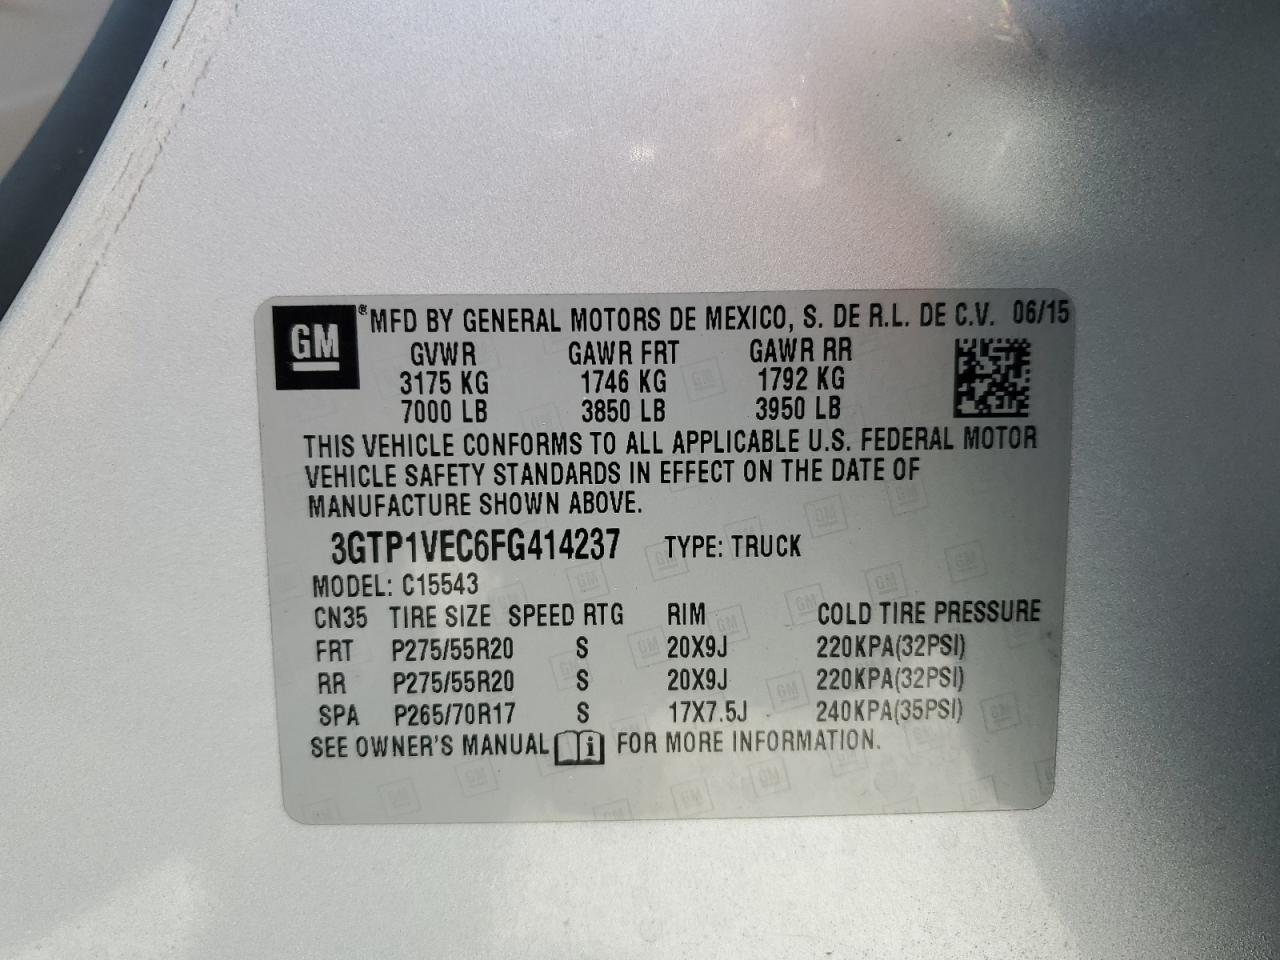 GM ® MFD BY GENERAL MOTORS DE MEXICO, S. DE R.L. DE C.V. 06/15
GVWR GAWR FRT GAWR RR
3175 KG 1746 KG 1792 KG
7000 LB 3850 LB 3950 LB
THIS VEHICLE CONFORMS TO ALL APPLICABLE U.S. FEDERAL MOTOR
VEHICLE SAFETY STANDARDS IN EFFECT ON THE DATE OF
MANUFACTURE SHOWN ABOVE.
3GTP1VEC6FG414237 TYPE: TRUCK
MODEL: C15543
CN35 TIRE SIZE SPEED RTG RIM COLD TIRE PRESSURE
FRT P275/55R20 S 20X9J 220KPA(32PSI)
RR P275/55R20 S 20X9J 220KPA(32PSI)
SPA P265/70R17 S 17X7.5J 240KPA(35PSI)
SEE OWNER'S MANUAL i FOR MORE INFORMATION.